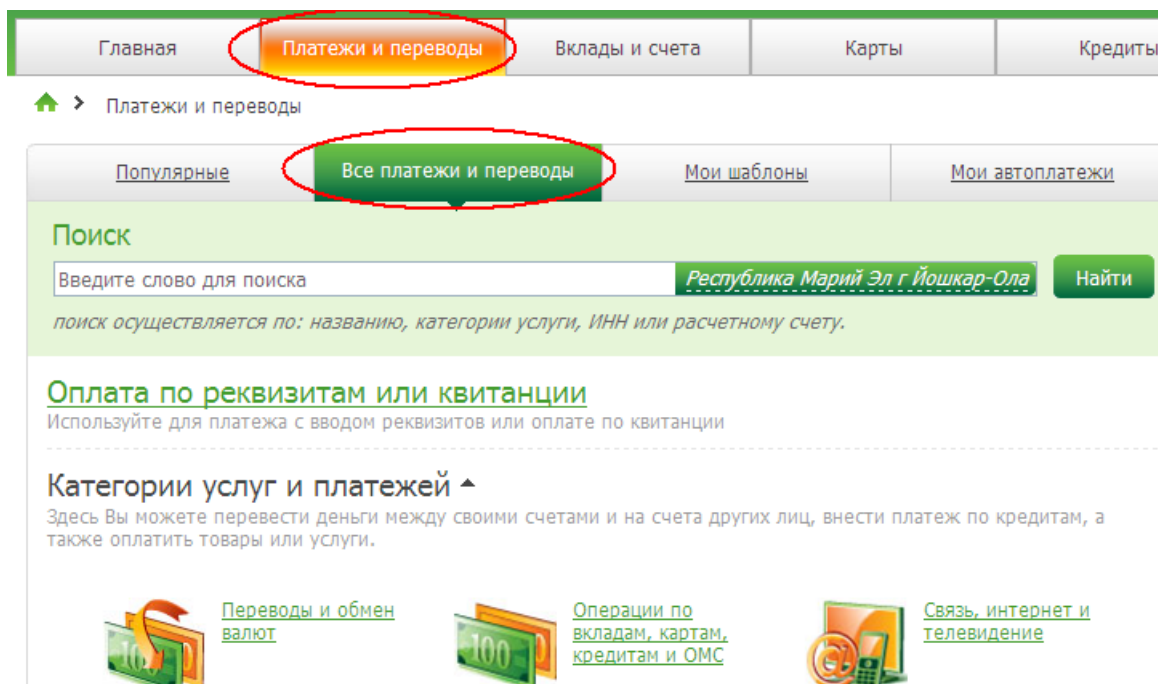 Главная Платежи и переводы Вклады и счета Карты Кредиты
Платежи и переводы
Популярные Все платежи и переводы Мои шаблоны Мои автоплатежи
Поиск
Введите слово для поиска Республика Марий Эл г Йошкар-Ола Найти
поиск осуществляется по: названию, категории услуги, ИНН или расчетному счету.
Оплата по реквизитам или квитанции
Используйте для платежа с вводом реквизитов или оплате по квитанции
Категории услуг и платежей
Здесь Вы можете перевести деньги между своими счетами и на счета других лиц, внести платеж по кредитам, а
также оплатить товары или услуги.
100 Переводы и обмен
валют
100 Операции по
вкладам, картам,
кредитам и ОМС
@ Связь, интернет и
телевидение